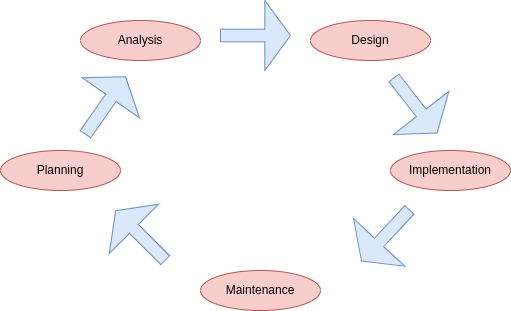 Analysis
Design
Planning
Implementation
Maintenance